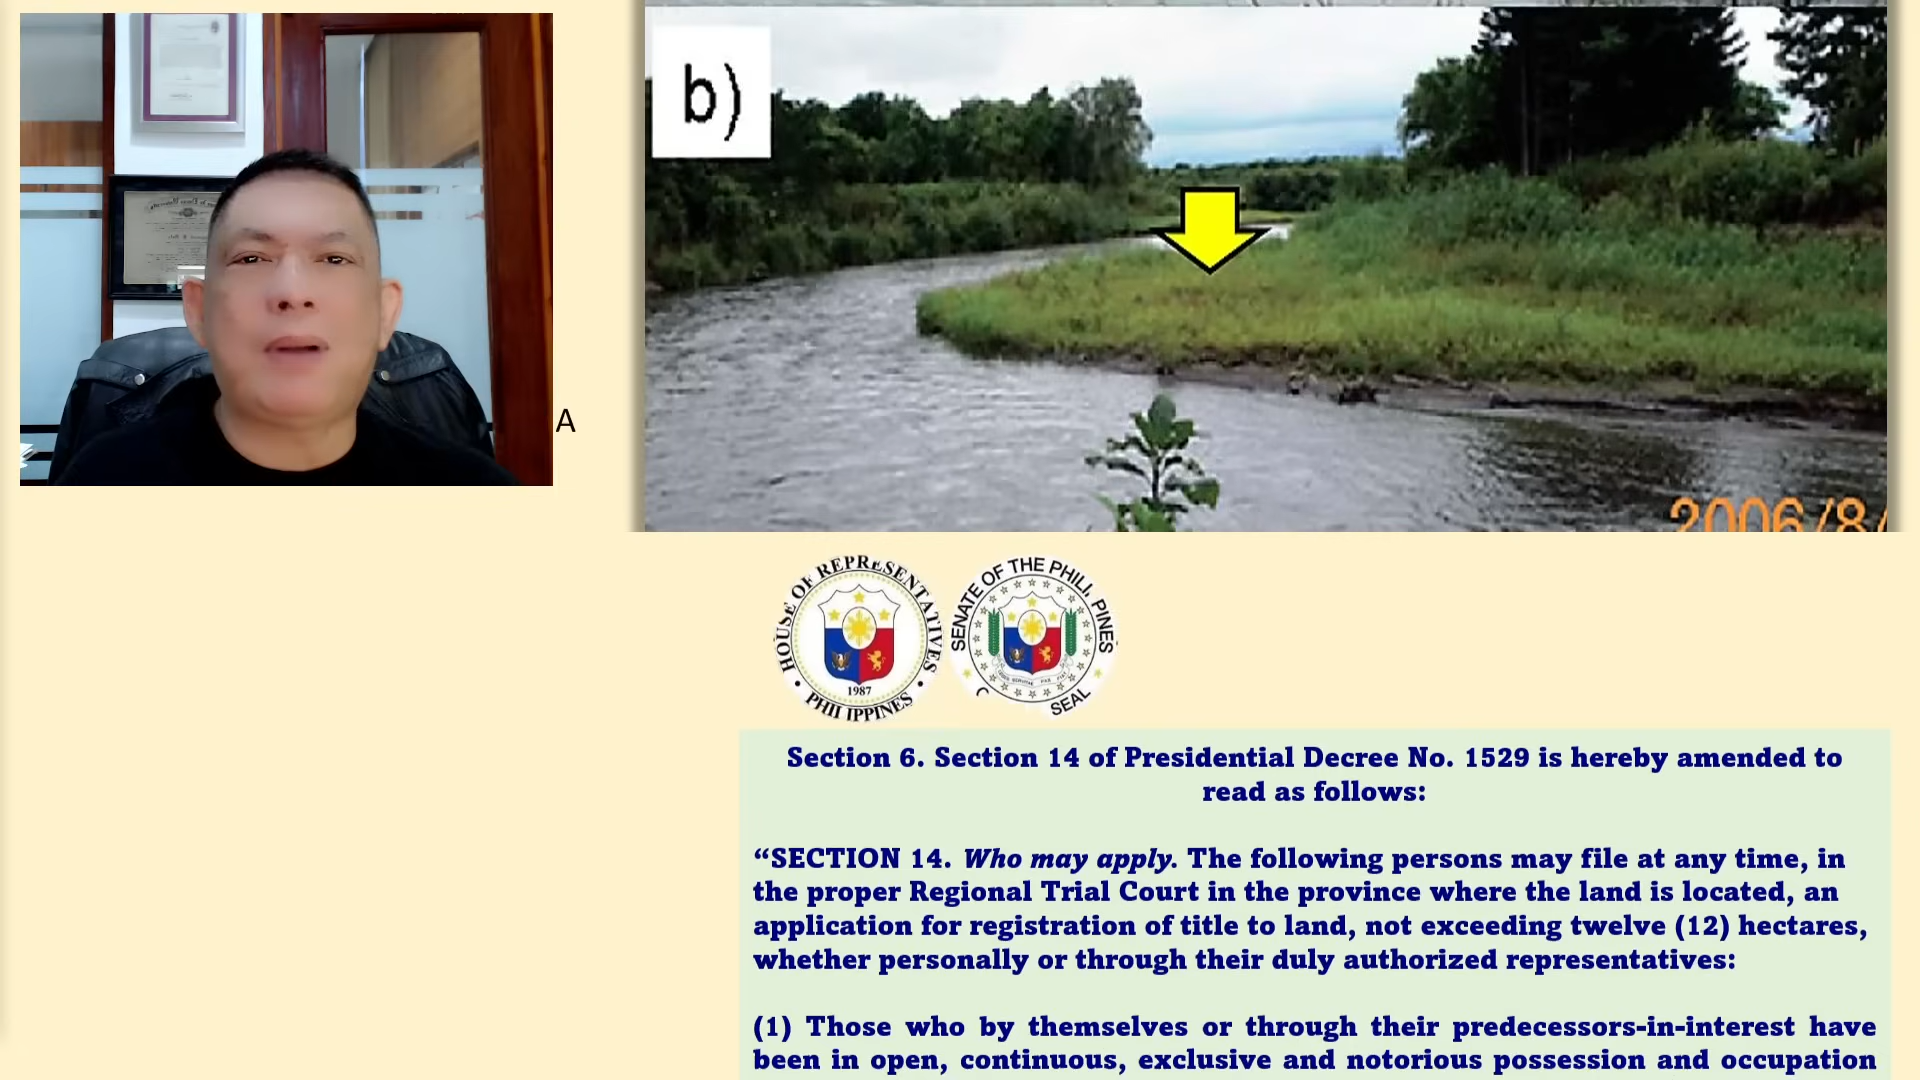 b)
A
2006/8/
HOUSE OF REPRESENTATIVES
1987
PHILIPPINES
SENATE OF THE PHILIPPINES
SEAL
Section 6. Section 14 of Presidential Decree No. 1529 is hereby amended to
read as follows:
“SECTION 14. Who may apply. The following persons may file at any time, in
the proper Regional Trial Court in the province where the land is located, an
application for registration of title to land, not exceeding twelve (12) hectares,
whether personally or through their duly authorized representatives:
(1) Those who by themselves or through their predecessors-in-interest have
been in open, continuous, exclusive and notorious possession and occupation